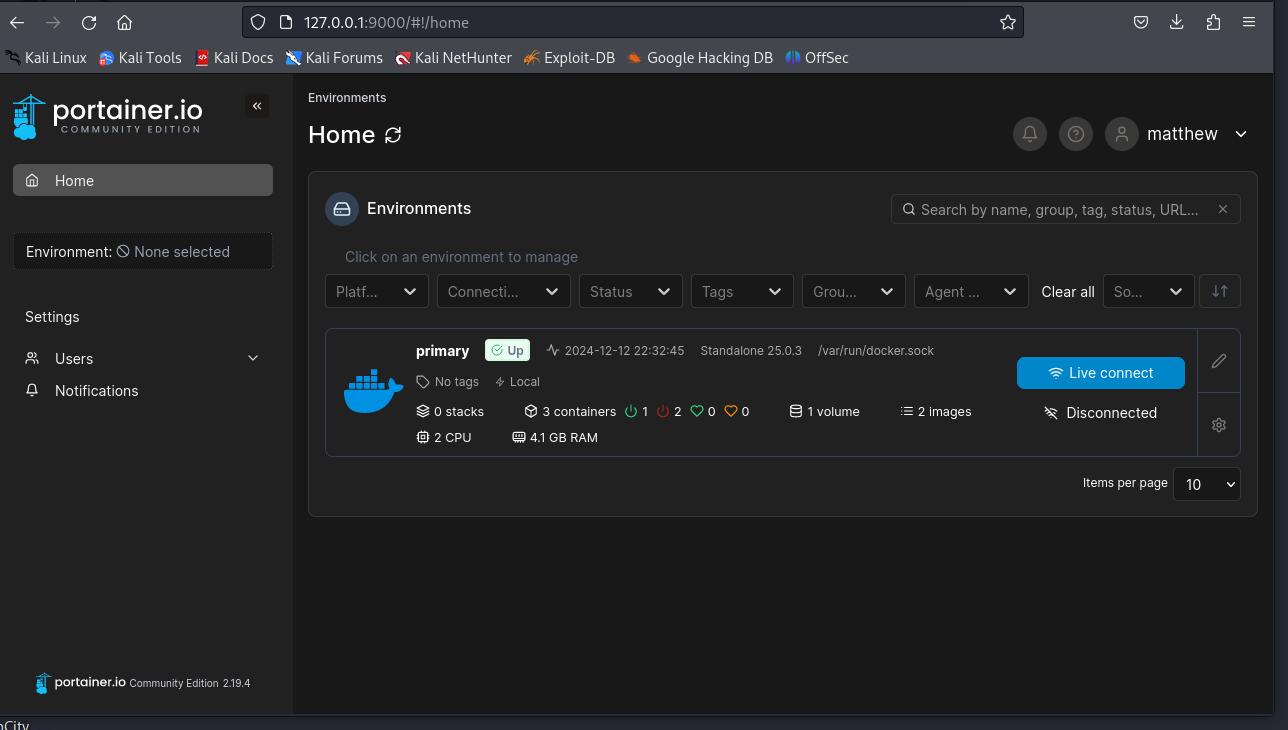 127.0.0.1:9000/#!/home
Kali Linux Kali Tools Kali Docs Kali Forums Kali NetHunter Exploit-DB Google Hacking DB OffSec
portainer.io
COMMUNITY EDITION
Environments
Home
matthew
Home
Environments
Search by name, group, tag, status, URL...
Environment: None selected
Click on an environment to manage
Platf... Connecti... Status Tags Grou... Agent ... Clear all So...
Settings
Users
Notifications
primary Up 2024-12-12 22:32:45 Standalone 25.0.3 /var/run/docker.sock
No tags Local
Live connect
0 stacks 3 containers 1 2 0 0 1 volume 2 images
Disconnected
2 CPU 4.1 GB RAM
Items per page 10
portainer.io Community Edition 2.19.4